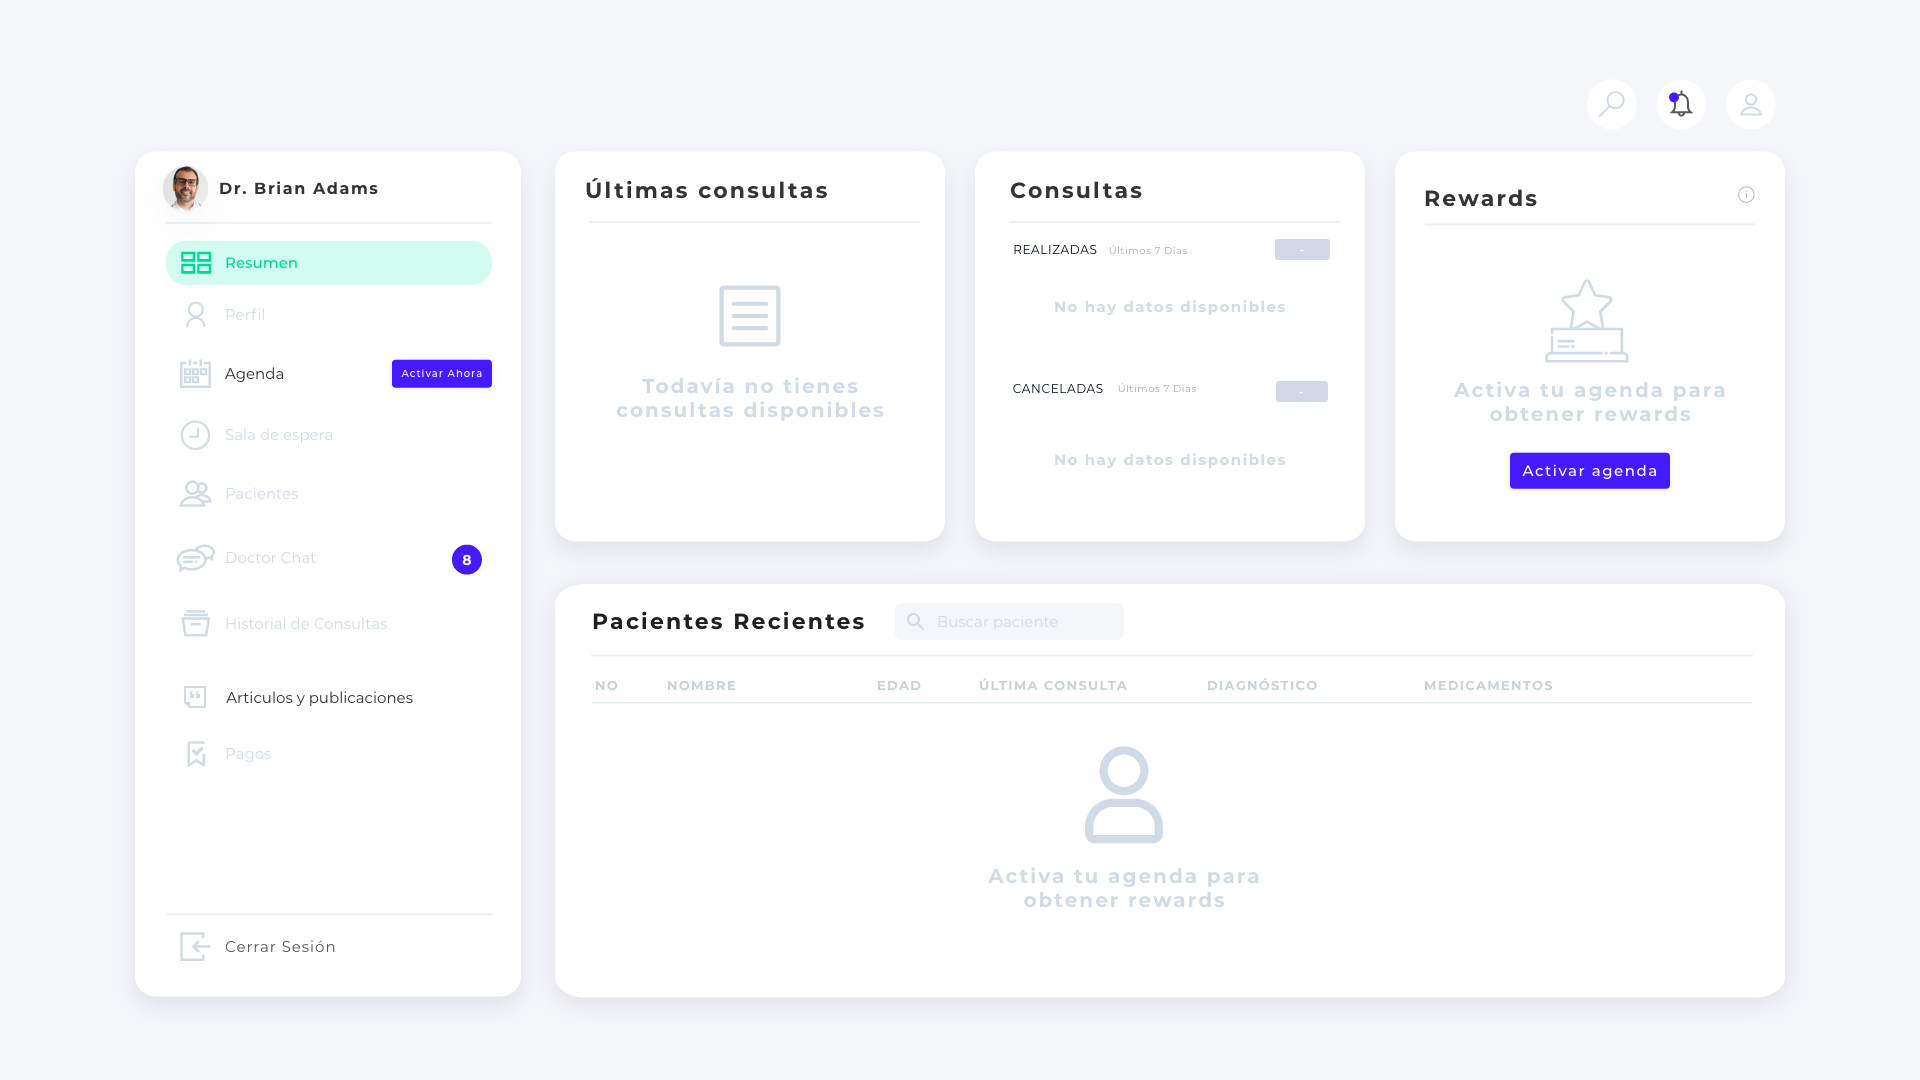 Dr. Brian Adams
Resumen
Perfil
Agenda
Activar Ahora
Sala de espera
Pacientes
Doctor Chat
8
Historial de Consultas
Articulos y publicaciones
Pagos
Cerrar Sesión
Últimas consultas
Todavía no tienes
consultas disponibles
Consultas
REALIZADAS Últimos 7 Días -
No hay datos disponibles
CANCELADAS Últimos 7 Días -
No hay datos disponibles
Rewards
Activa tu agenda para
obtener rewards
Activar agenda
Pacientes Recientes
Buscar paciente
NO NOMBRE EDAD ÚLTIMA CONSULTA DIAGNÓSTICO MEDICAMENTOS
Activa tu agenda para
obtener rewards